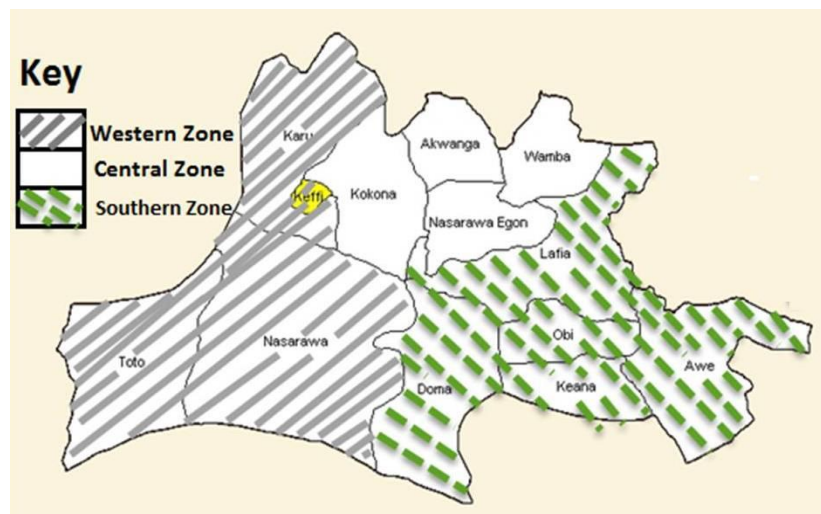 Key
Western Zone
Central Zone
Southern Zone
Karu
Keffi
Kokona
Akwanga
Wamba
Nasarawa Egon
Lafia
Toto
Nasarawa
Doma
Obi
Keana
Awe